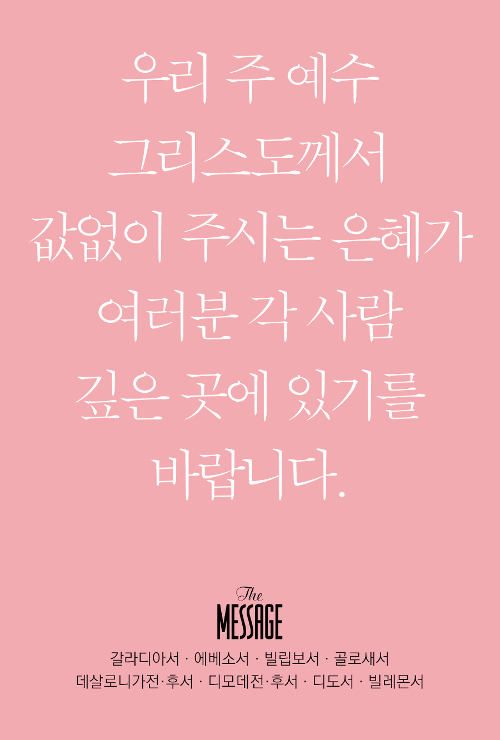 우리 주 예수
그리스도께서
값없이 주시는 은혜가
여러분 각 사람
깊은 곳에 있기를
바랍니다.
The
MESSAGE
갈라디아서 · 에베소서 · 빌립보서 · 골로새서
데살로니가전·후서 · 디모데전·후서 · 디도서 · 빌레몬서